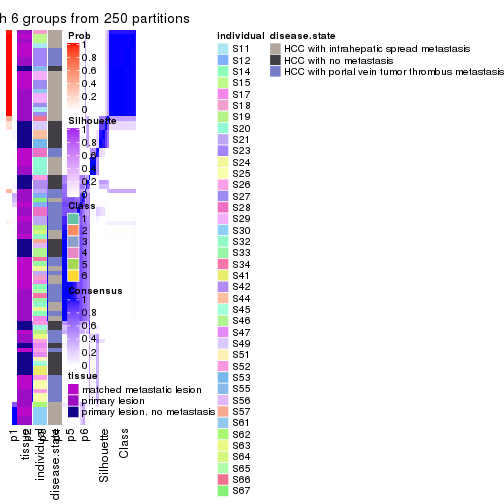 h 6 groups from 250 partitions
Prob
1
0.8
0.6
0.4
0.2
0
Silhouette
1
0.8
0.6
0.4
0.2
0
Class
1
2
3
4
5
6
Consensus
1
0.8
0.6
0.4
0.2
0
tissue
matched metastatic lesion
primary lesion
primary lesion. no metastasis
p1
tissue
individual
disease.state
p5
p6
Silhouette
Class
individual
S11
S12
S14
S15
S17
S18
S19
S20
S21
S23
S24
S25
S26
S27
S28
S29
S30
S32
S33
S34
S41
S42
S44
S45
S46
S47
S49
S51
S52
S53
S55
S56
S57
S61
S62
S63
S64
S65
S66
S67
disease.state
HCC with intrahepatic spread metastasis
HCC with no metastasis
HCC with portal vein tumor thrombus metastasis